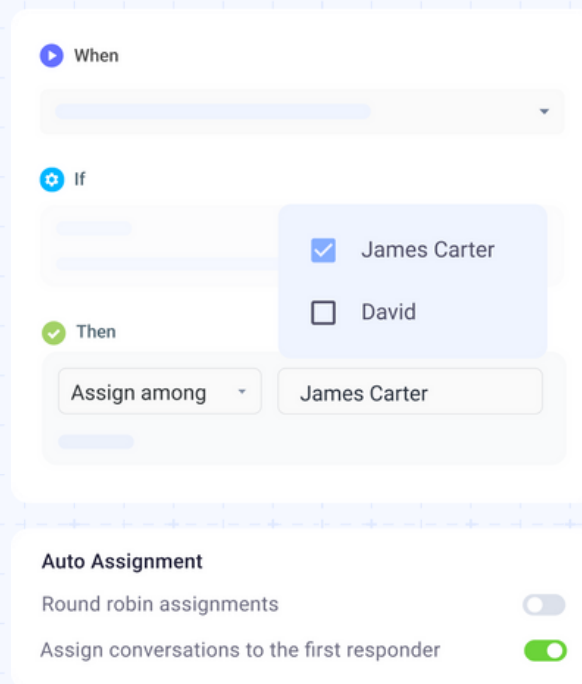 When
If
James Carter
David
Then
Assign among
James Carter
Auto Assignment
Round robin assignments
Assign conversations to the first responder